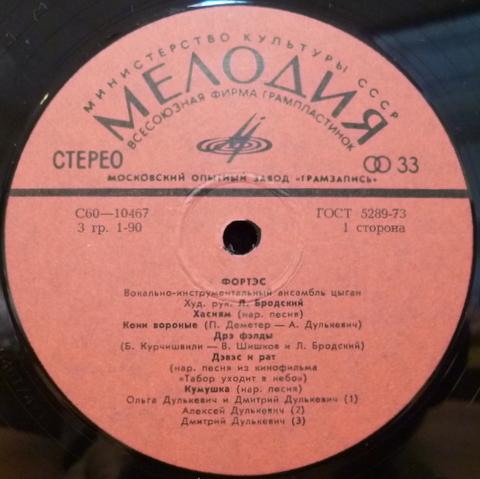 МИНИСТЕРСТВО КУЛЬТУРЫ СССР
МЕЛОДИЯ
ВСЕСОЮЗНАЯ ФИРМА ГРАМПЛАСТИНОК
СТЕРЕО
33
МОСКОВСКИЙ ОПЫТНЫЙ ЗАВОД «ГРАМЗАПИСЬ»
С60—10467 ГОСТ 5289-73
3 гр. 1-90 1 сторона
ФОРТЭС
Вокально-инструментальный ансамбль цыган
Худ. рук. Л. Бродский
Хасиям (нар. песня)
Кони вороные (П. Деметер — А. Дулькевич)
Дрэ фэлды
(Б. Курчишвили — В. Шишков и Л. Бродский)
Дэвэс и рат
(нар. песня из кинофильма
«Табор уходит в небо»)
Кумушка (нар. песня)
Ольга Дулькевич и Дмитрий Дулькевич (1)
Алексей Дулькевич (2)
Дмитрий Дулькевич (3)